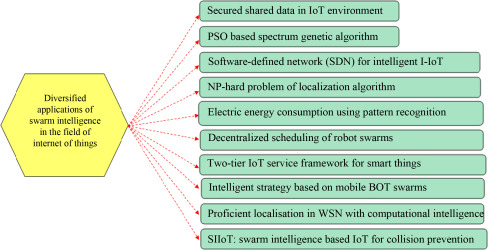 Diversified
applications of
swarm intelligence
in the field of
internet of things
Secured shared data in IoT environment
PSO based spectrum genetic algorithm
Software-defined network (SDN) for intelligent I-IoT
NP-hard problem of localization algorithm
Electric energy consumption using pattern recognition
Decentralized scheduling of robot swarms
Two-tier IoT service framework for smart things
Intelligent strategy based on mobile BOT swarms
Proficient localisation in WSN with computational intelligence
SIIoT: swarm intelligence based IoT for collision prevention